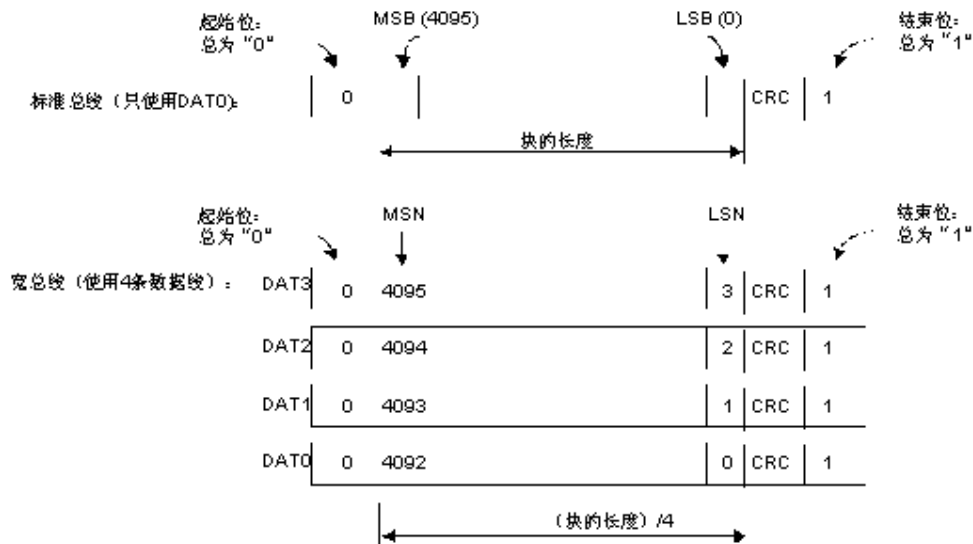 起始位: MSB (4095) LSB (0) 结束位:
总为 "0" 总为 "1"
标准总线（只使用DAT0): 0 CRC 1
块的长度
起始位: MSN LSN 结束位:
总为 "0" 总为 "1"
宽总线（使用4条数据线）: DAT3 0 4095 3 CRC 1
DAT2 0 4094 2 CRC 1
DAT1 0 4093 1 CRC 1
DAT0 0 4092 0 CRC 1
（块的长度）/4